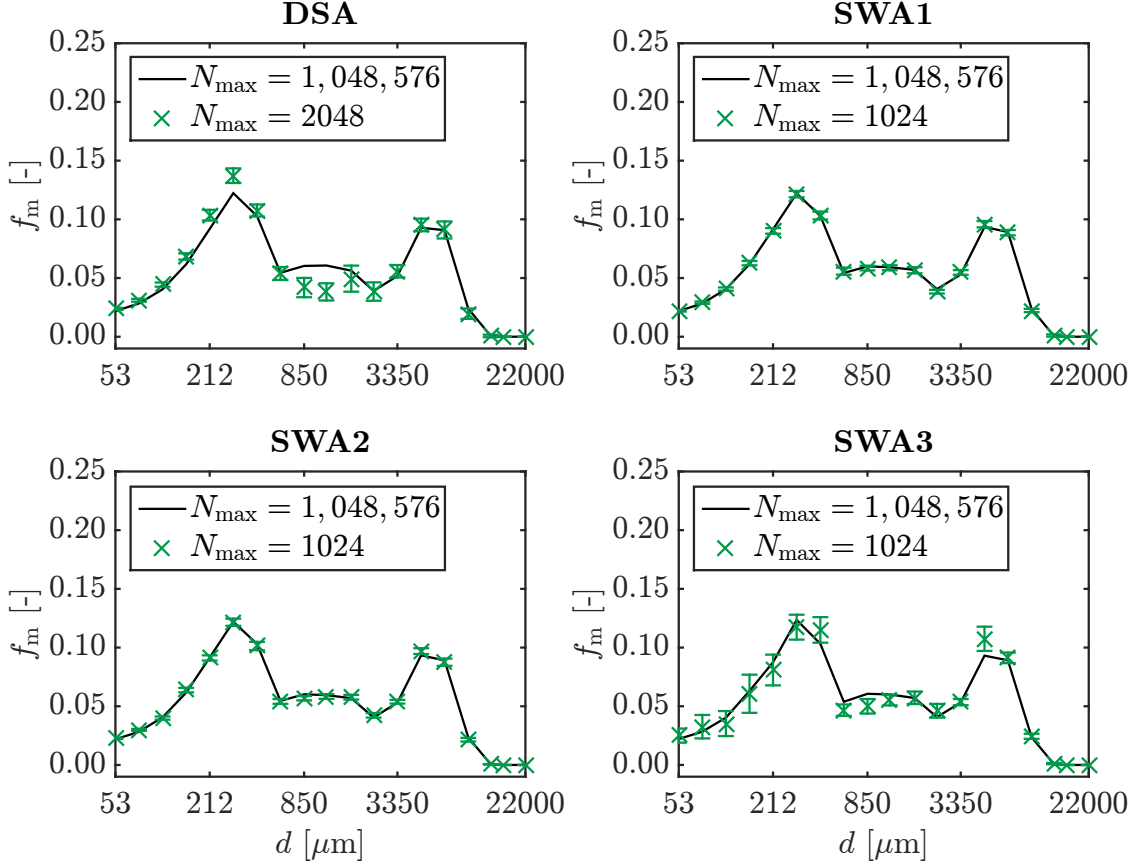 DSA
0.25
0.20
0.15
0.10
0.05
0.00
f_m [-]
N_max = 1,048,576
N_max = 2048
53
212
850
3350
22000
SWA1
0.25
0.20
0.15
0.10
0.05
0.00
f_m [-]
N_max = 1,048,576
N_max = 1024
53
212
850
3350
22000
SWA2
0.25
0.20
0.15
0.10
0.05
0.00
f_m [-]
N_max = 1,048,576
N_max = 1024
53
212
850
3350
22000
d [μm]
SWA3
0.25
0.20
0.15
0.10
0.05
0.00
f_m [-]
N_max = 1,048,576
N_max = 1024
53
212
850
3350
22000
d [μm]